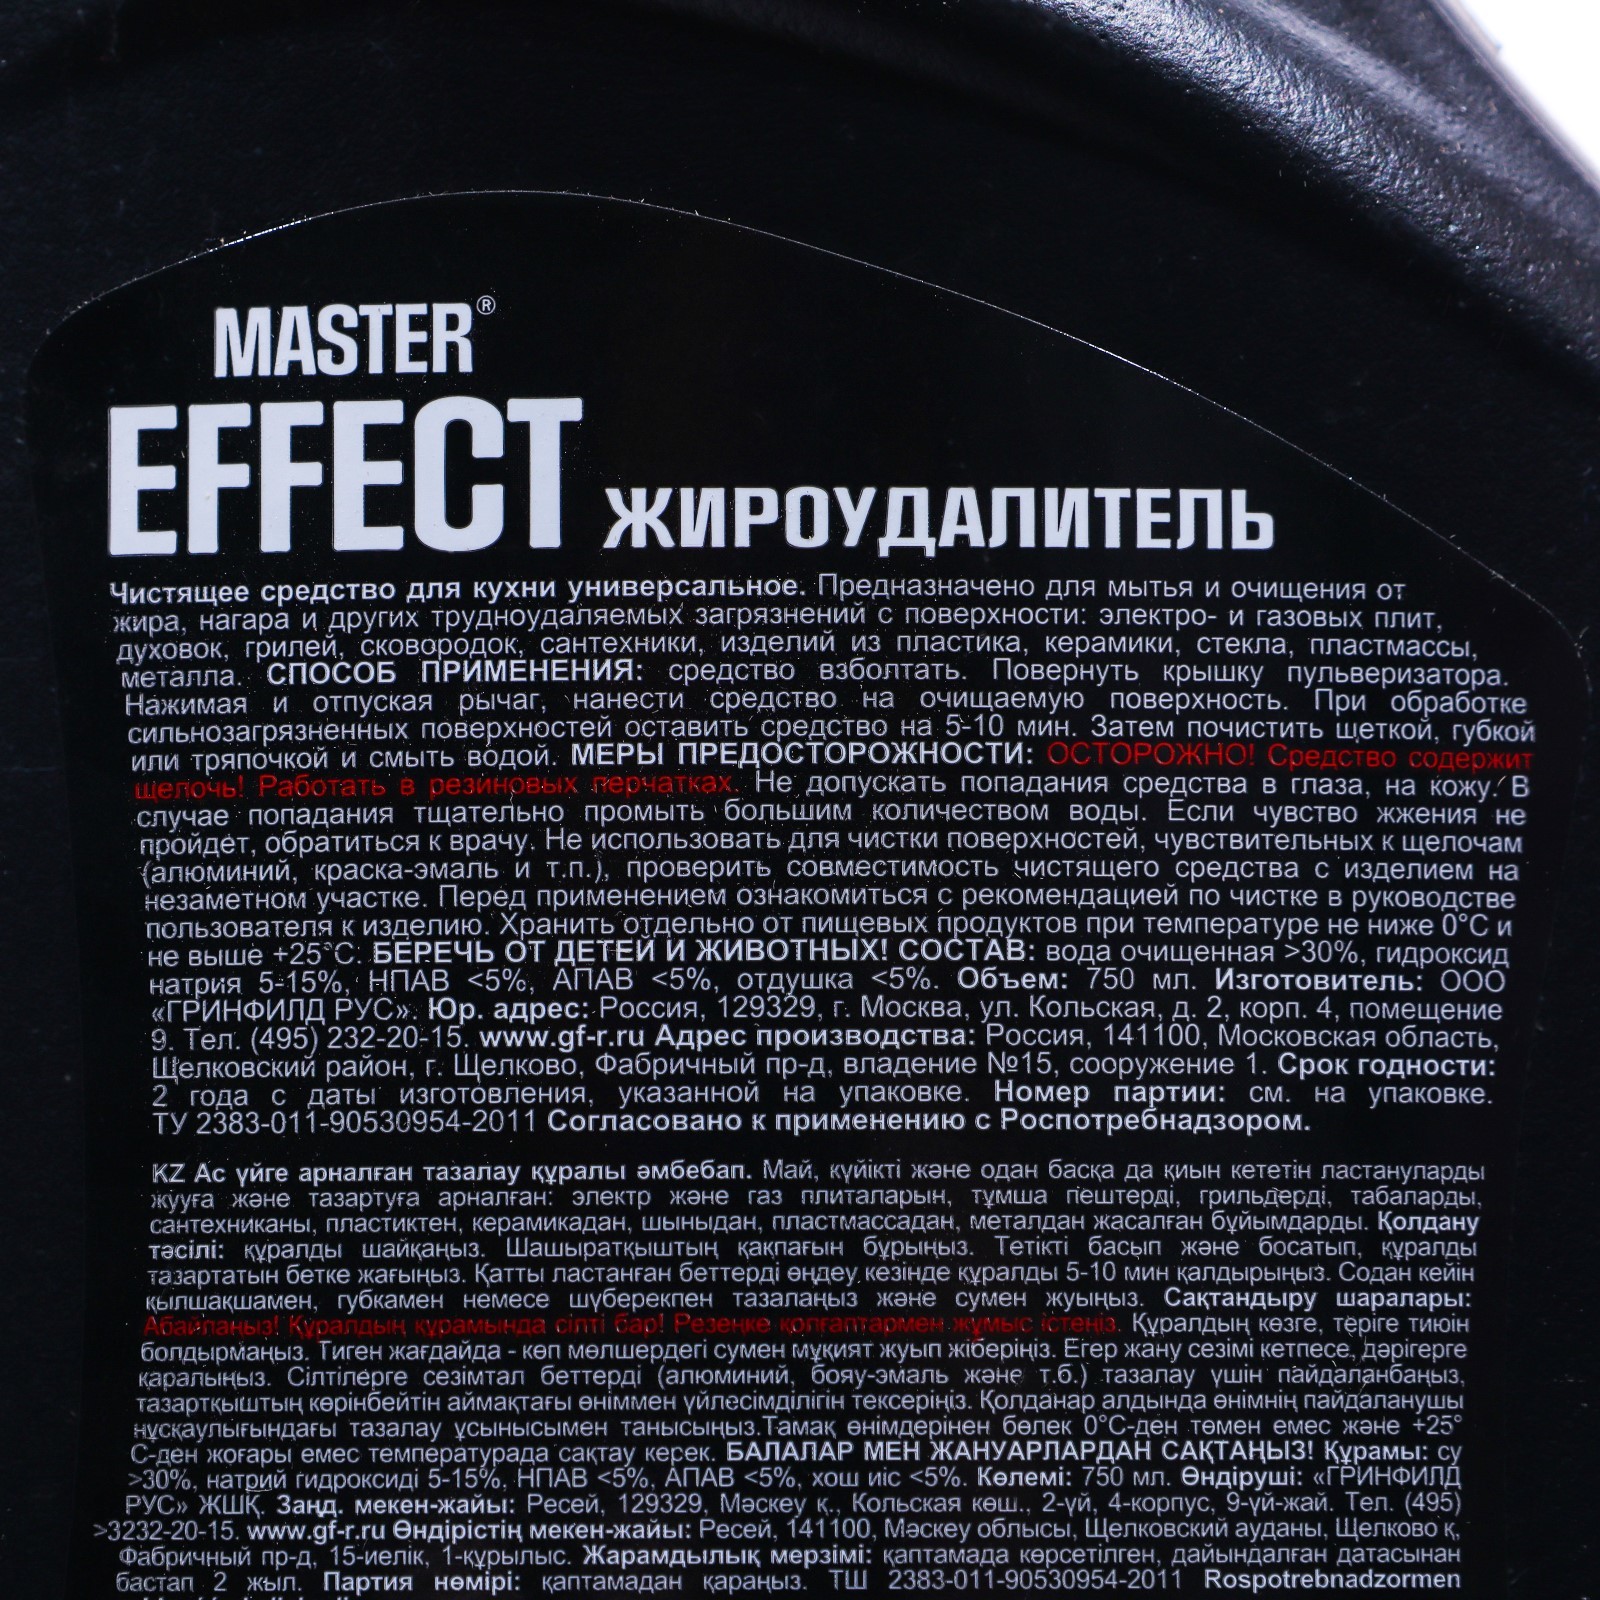 MASTER®
EFFECT ЖИРОУДАЛИТЕЛЬ
Чистящее средство для кухни универсальное. Предназначено для мытья и очищения от
жира, нагара и других трудноудаляемых загрязнений с поверхности: электро- и газовых плит,
духовок, грилей, сковородок, сантехники, изделий из пластика, керамики, стекла, пластмассы,
металла. СПОСОБ ПРИМЕНЕНИЯ: средство взболтать. Повернуть крышку пульверизатора.
Нажимая и отпуская рычаг, нанести средство на очищаемую поверхность. При обработке
сильнозагрязненных поверхностей оставить средство на 5-10 мин. Затем почистить щеткой, губкой
или тряпочкой и смыть водой. МЕРЫ ПРЕДОСТОРОЖНОСТИ: ОСТОРОЖНО! Средство содержит
щелочь! Работать в резиновых перчатках. Не допускать попадания средства в глаза, на кожу. В
случае попадания тщательно промыть большим количеством воды. Если чувство жжения не
пройдет, обратиться к врачу. Не использовать для чистки поверхностей, чувствительных к щелочам
(алюминий, краска-эмаль и т.п.), проверить совместимость чистящего средства с изделием на
незаметном участке. Перед применением ознакомиться с рекомендацией по чистке в руководстве
пользователя к изделию. Хранить отдельно от пищевых продуктов при температуре не ниже 0°С и
не выше +25°С. БЕРЕЧЬ ОТ ДЕТЕЙ И ЖИВОТНЫХ! СОСТАВ: вода очищенная >30%, гидроксид
натрия 5-15%, НПАВ <5%, АПАВ <5%, отдушка <5%. Объем: 750 мл. Изготовитель: ООО
«ГРИНФИЛД РУС». Юр. адрес: Россия, 129329, г. Москва, ул. Кольская, д. 2, корп. 4, помещение
9. Тел. (495) 232-20-15. www.gf-r.ru Адрес производства: Россия, 141100, Московская область,
Щелковский район, г. Щелково, Фабричный пр-д, владение №15, сооружение 1. Срок годности:
2 года с даты изготовления, указанной на упаковке. Номер партии: см. на упаковке.
ТУ 2383-011-90530954-2011 Согласовано к применению с Роспотребнадзором.
KZ Ас үйге арналған тазалау құралы әмбебап. Май, күйікті және одан басқа да қиын кететін ластануларды
жууға және тазартуға арналған: электр және газ плиталарын, тұмша пештерді, грильдерді, табаларды,
сантехниканы, пластиктен, керамикадан, шыныдан, пластмассадан, металдан жасалған бұйымдарды. Қолдану
тәсілі: құралды шайқаңыз. Шашыратқыштың қақпағын бұрыңыз. Тетікті басып және босатып, құралды
тазартатын бетке жағыңыз. Қатты ластанған беттерді өңдеу кезінде құралды 5-10 мин қалдырыңыз. Содан кейін
қылшақшамен, губкамен немесе шүберекпен тазалаңыз және сумен жуыңыз. Сақтандыру шаралары:
Абайлаңыз! Құралдың құрамында сілті бар! Резеңке қолғаптармен жұмыс істеңіз. Құралдың көзге, теріге тиюін
болдырмаңыз. Тиген жағдайда - көп мөлшердегі сумен мұқият жуып жіберіңіз. Егер жану сезімі кетпесе, дәрігерге
қаралыңыз. Сілтілерге сезімтал беттерді (алюминий, бояу-эмаль және т.б.) тазалау үшін пайдаланбаңыз,
тазартқыштың көрінбейтін аймақтағы өніммен үйлесімділігін тексеріңіз. Қолданар алдында өнімнің пайдаланушы
нұсқаулығындағы тазалау ұсынысымен танысыңыз.Тамақ өнімдерінен бөлек 0°С-ден төмен емес және +25°
С-ден жоғары емес температурада сақтау керек. БАЛАЛАР МЕН ЖАНУАРЛАРДАН САҚТАҢЫЗ! Құрамы: су
>30%, натрий гидроксиді 5-15%, НПАВ <5%, АПАВ <5%, хош иіс <5%. Көлемі: 750 мл. Өндіруші: «ГРИНФИЛД
РУС» ЖШҚ. Заңд. мекен-жайы: Ресей, 129329, Мәскеу қ., Кольская көш., 2-үй, 4-корпус, 9-үй-жай. Тел. (495)
>3232-20-15. www.gf-r.ru Өндірістің мекен-жайы: Ресей, 141100, Мәскеу облысы, Щелковский ауданы, Щелково қ,
Фабричный пр-д, 15-иелік, 1-құрылыс. Жарамдылық мерзімі: қаптамада көрсетілген, дайындалған датасынан
бастап 2 жыл. Партия нөмірі: қаптамадан қараңыз. ТШ 2383-011-90530954-2011 Rospotrebnadzormen